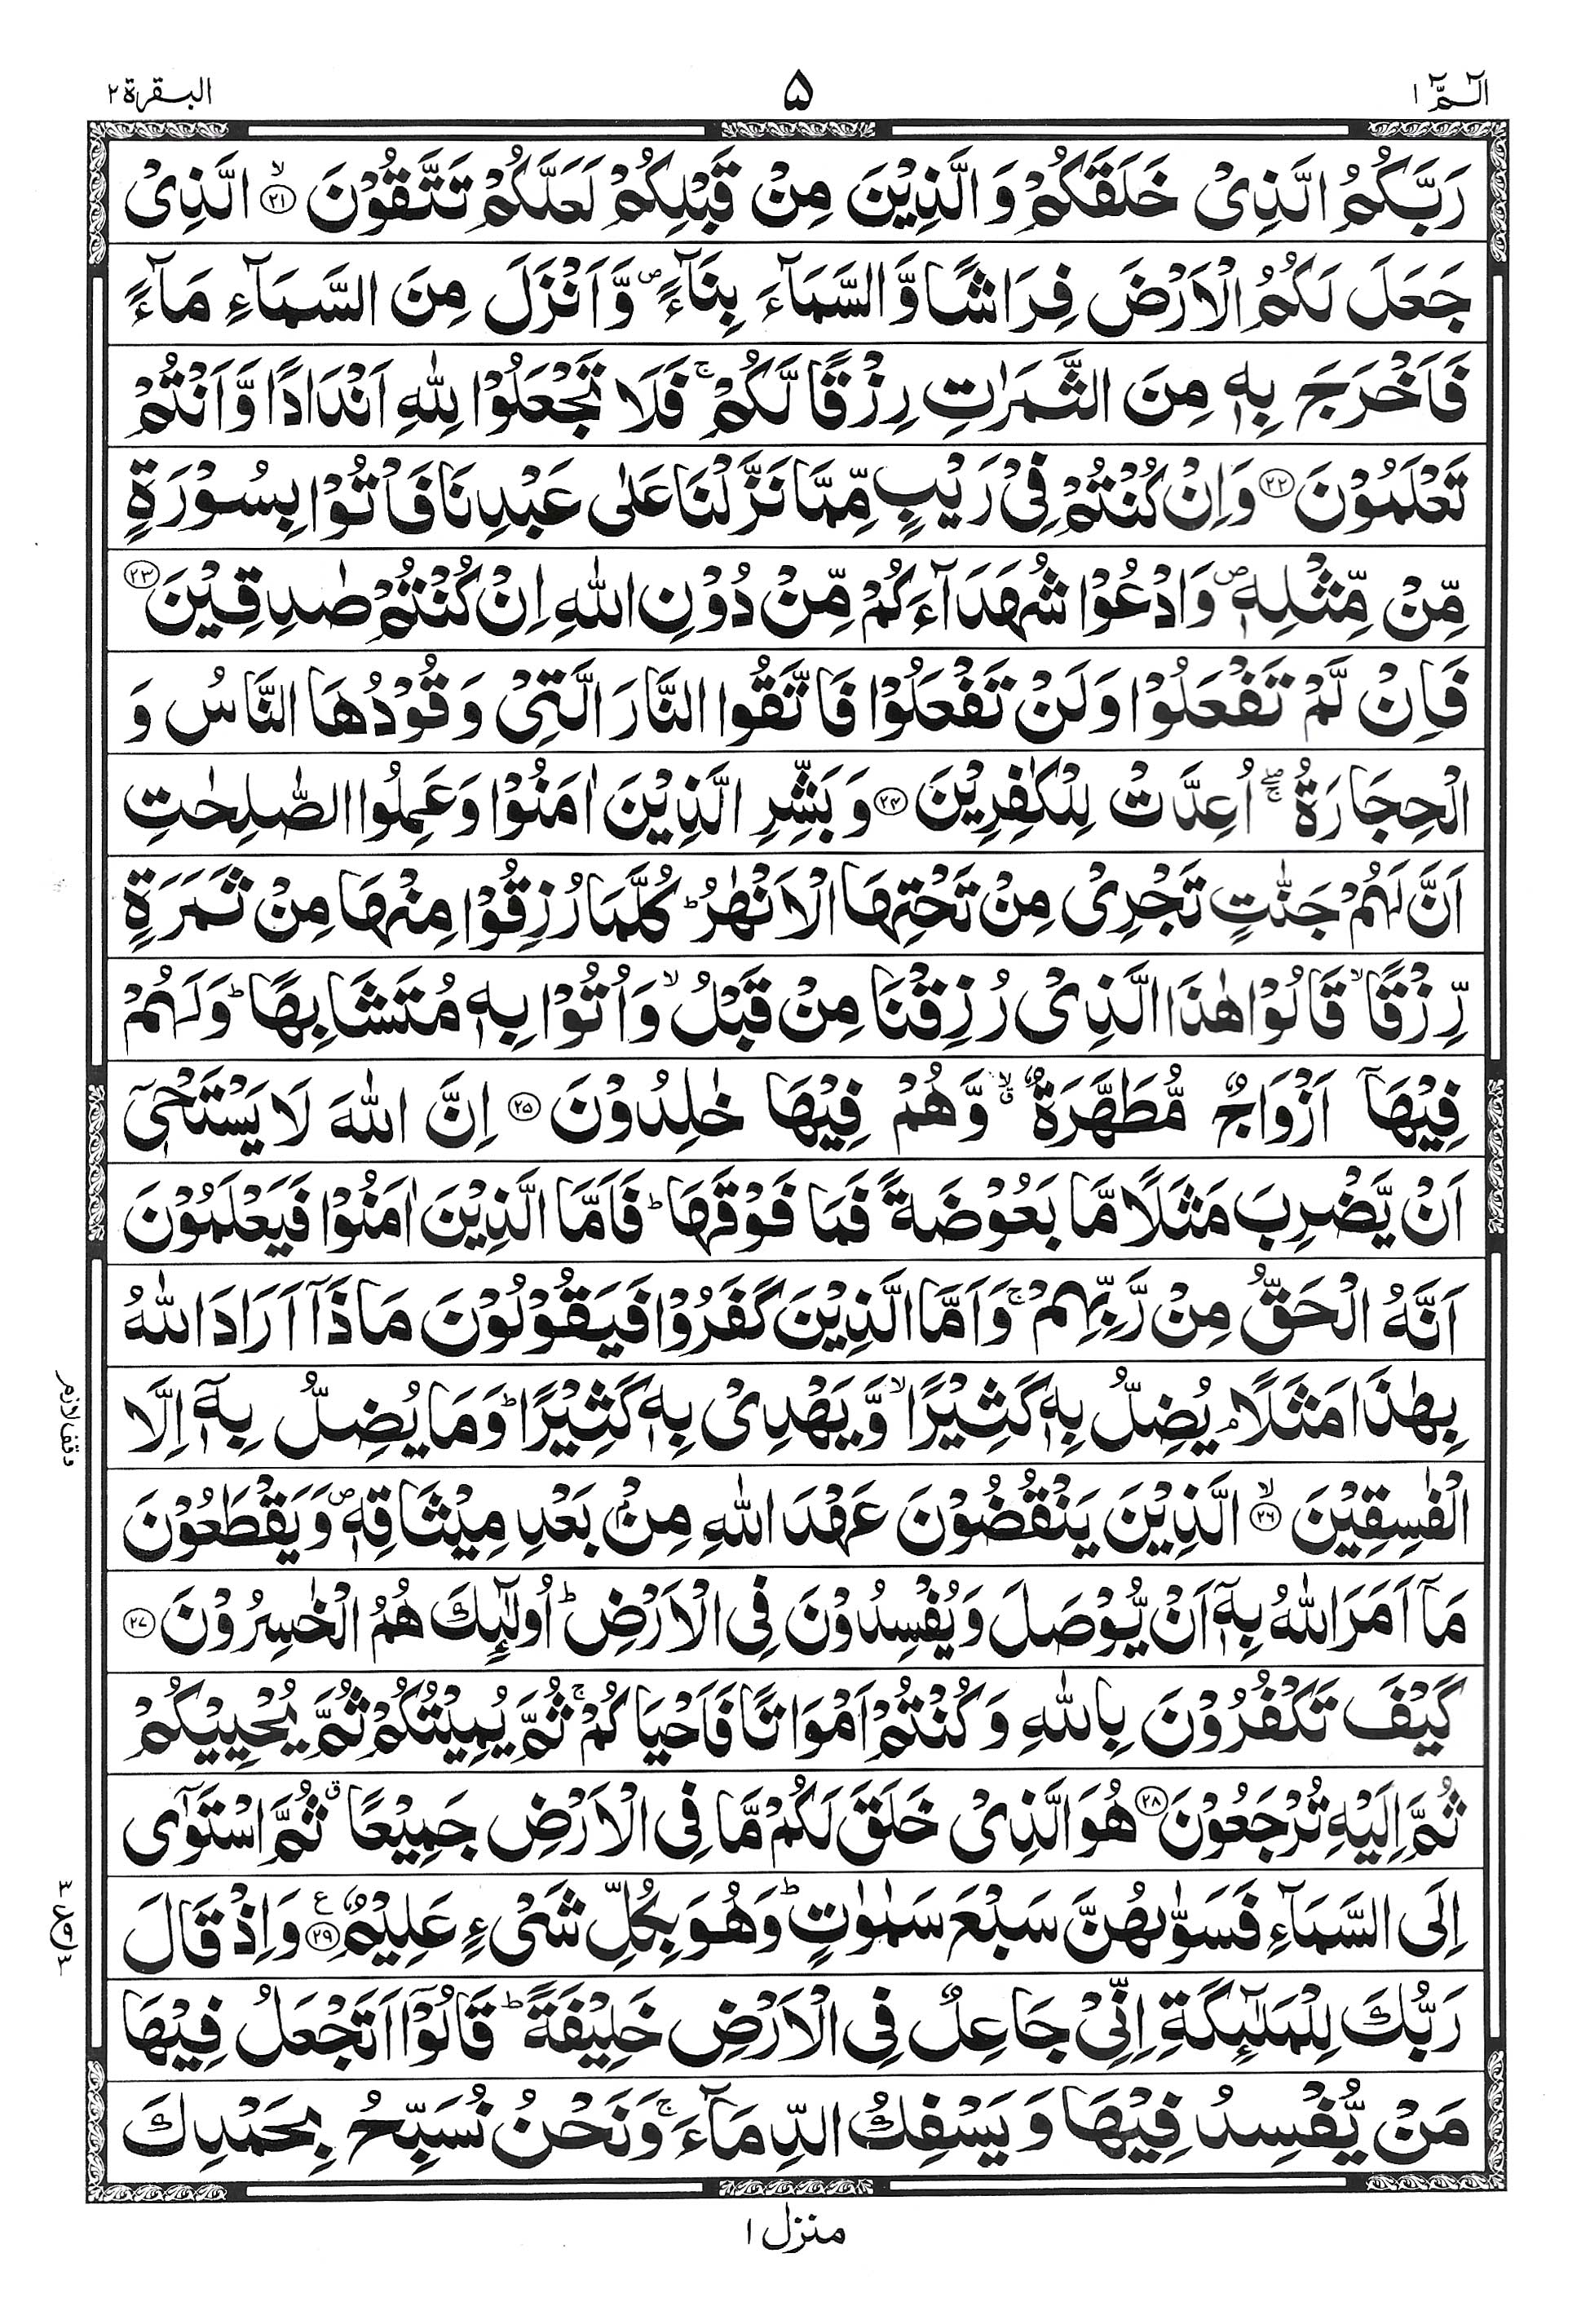 الٓمّٓ ١
۵
البقرة ٢
رَبَّكُمُ الَّذِیْ خَلَقَكُمْ وَ الَّذِیْنَ مِنْ قَبْلِكُمْ لَعَلَّكُمْ تَتَّقُوْنَ ۙ﴿۲۱﴾ الَّذِیْ
جَعَلَ لَكُمُ الْاَرْضَ فِرَاشًا وَّ السَّمَآءَ بِنَآءً ۪ وَّ اَنْزَلَ مِنَ السَّمَآءِ مَآءً
فَاَخْرَجَ بِهٖ مِنَ الثَّمَرٰتِ رِزْقًا لَّكُمْ ۚ فَلَا تَجْعَلُوْا لِلّٰهِ اَنْدَادًا وَّ اَنْتُمْ
تَعْلَمُوْنَ ﴿۲۲﴾ وَ اِنْ كُنْتُمْ فِیْ رَیْبٍ مِّمَّا نَزَّلْنَا عَلٰی عَبْدِنَا فَاْتُوْا بِسُوْرَةٍ
مِّنْ مِّثْلِهٖ ۪ وَ ادْعُوْا شُهَدَآءَكُمْ مِّنْ دُوْنِ اللّٰهِ اِنْ كُنْتُمْ صٰدِقِیْنَ ﴿۲۳﴾
فَاِنْ لَّمْ تَفْعَلُوْا وَ لَنْ تَفْعَلُوْا فَاتَّقُوا النَّارَ الَّتِیْ وَ قُوْدُهَا النَّاسُ وَ
الْحِجَارَةُ ۖۚ اُعِدَّتْ لِلْكٰفِرِیْنَ ﴿۲۴﴾ وَ بَشِّرِ الَّذِیْنَ اٰمَنُوْا وَ عَمِلُوا الصّٰلِحٰتِ
اَنَّ لَهُمْ جَنّٰتٍ تَجْرِیْ مِنْ تَحْتِهَا الْاَنْهٰرُ ؕ كُلَّمَا رُزِقُوْا مِنْهَا مِنْ ثَمَرَةٍ
رِّزْقًا ۙ قَالُوْا هٰذَا الَّذِیْ رُزِقْنَا مِنْ قَبْلُ ۙ وَ اُتُوْا بِهٖ مُتَشَابِهًا ؕ وَ لَهُمْ
فِیْهَاۤ اَزْوَاجٌ مُّطَهَّرَةٌ ۗۙ وَّ هُمْ فِیْهَا خٰلِدُوْنَ ﴿۲۵﴾ اِنَّ اللّٰهَ لَا یَسْتَحْیٖۤ
اَنْ یَّضْرِبَ مَثَلًا مَّا بَعُوْضَةً فَمَا فَوْقَهَا ؕ فَاَمَّا الَّذِیْنَ اٰمَنُوْا فَیَعْلَمُوْنَ
اَنَّهُ الْحَقُّ مِنْ رَّبِّهِمْ ۚ وَ اَمَّا الَّذِیْنَ كَفَرُوْا فَیَقُوْلُوْنَ مَا ذَاۤ اَرَادَ اللّٰهُ
بِهٰذَا مَثَلًا ۘ یُضِلُّ بِهٖ كَثِیْرًا ۙ وَّ یَهْدِیْ بِهٖ كَثِیْرًا ؕ وَ مَا یُضِلُّ بِهٖۤ اِلَّا
وقف لازم
الْفٰسِقِیْنَ ۙ﴿۲۶﴾ الَّذِیْنَ یَنْقُضُوْنَ عَهْدَ اللّٰهِ مِنْۢ بَعْدِ مِیْثَاقِهٖ ۪ وَ یَقْطَعُوْنَ
مَاۤ اَمَرَ اللّٰهُ بِهٖۤ اَنْ یُّوْصَلَ وَ یُفْسِدُوْنَ فِی الْاَرْضِ ؕ اُولٰٓىِٕكَ هُمُ الْخٰسِرُوْنَ ﴿۲۷﴾
كَیْفَ تَكْفُرُوْنَ بِاللّٰهِ وَ كُنْتُمْ اَمْوَاتًا فَاَحْیَاكُمْ ۚ ثُمَّ یُمِیْتُكُمْ ثُمَّ یُحْیِیْكُمْ
ثُمَّ اِلَیْهِ تُرْجَعُوْنَ ﴿۲۸﴾ هُوَ الَّذِیْ خَلَقَ لَكُمْ مَّا فِی الْاَرْضِ جَمِیْعًا ۗ ثُمَّ اسْتَوٰۤی
اِلَی السَّمَآءِ فَسَوّٰىهُنَّ سَبْعَ سَمٰوٰتٍ ؕ وَ هُوَ بِكُلِّ شَیْءٍ عَلِیْمٌ ﴿۲۹﴾ وَ اِذْ قَالَ
رَبُّكَ لِلْمَلٰٓىِٕكَةِ اِنِّیْ جَاعِلٌ فِی الْاَرْضِ خَلِیْفَةً ؕ قَالُوْۤا اَتَجْعَلُ فِیْهَا
مَنْ یُّفْسِدُ فِیْهَا وَ یَسْفِكُ الدِّمَآءَ ۚ وَ نَحْنُ نُسَبِّحُ بِحَمْدِكَ
منزل ١